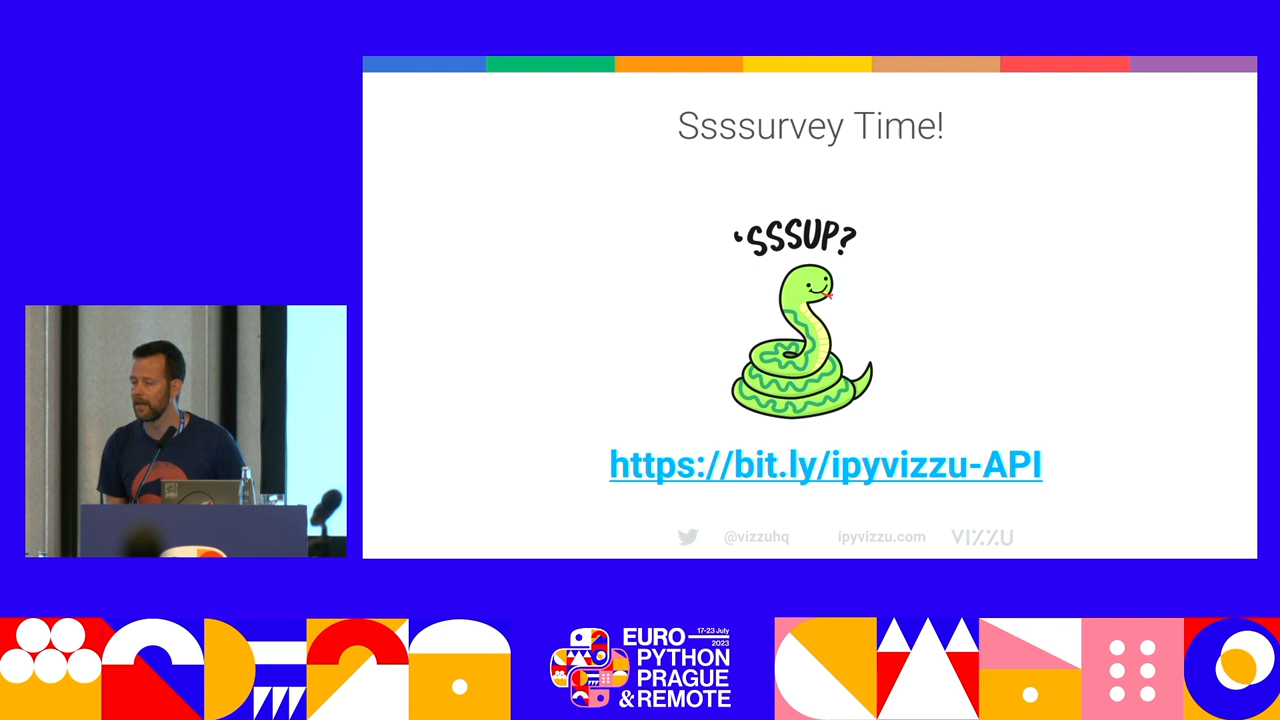 Ssssurvey Time!
'SSSUP?
https://bit.ly/ipyvizzu-API
@vizzuhq
ipyvizzu.com
VIZZU
EURO
17-23 July
2023
PYTHON
PRAGUE
& REMOTE